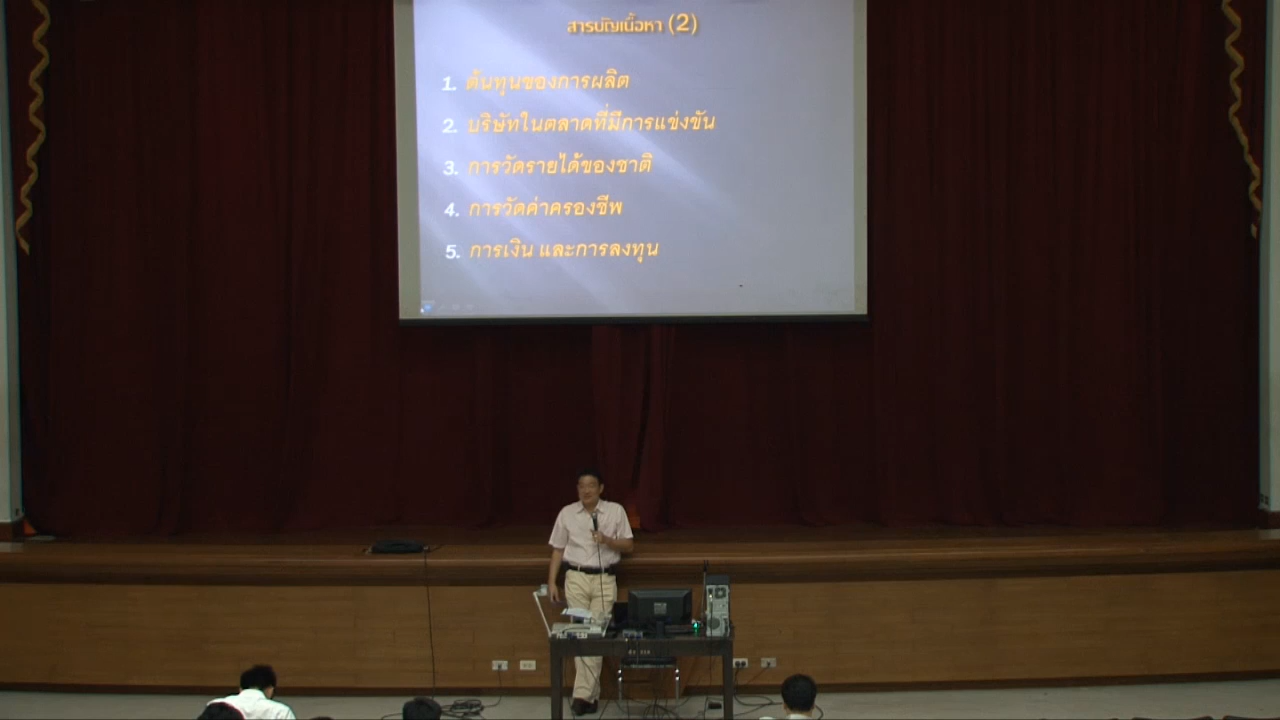 สารบัญเนื้อหา (2)
1. ต้นทุนของการผลิต
2. บริษัทในตลาดที่มีการแข่งขัน
3. การวัดรายได้ของชาติ
4. การวัดค่าครองชีพ
5. การเงิน และการลงทุน